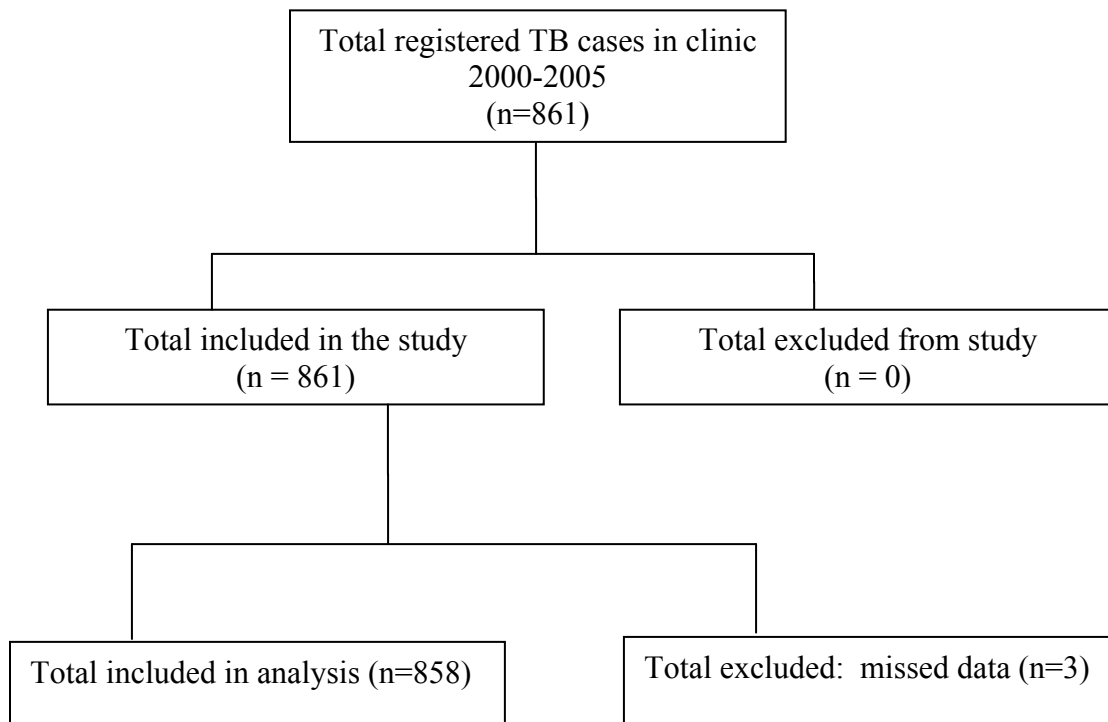 Total registered TB cases in clinic
2000-2005
(n=861)
Total included in the study
(n = 861)
Total excluded from study
(n = 0)
Total included in analysis (n=858)
Total excluded:  missed data (n=3)